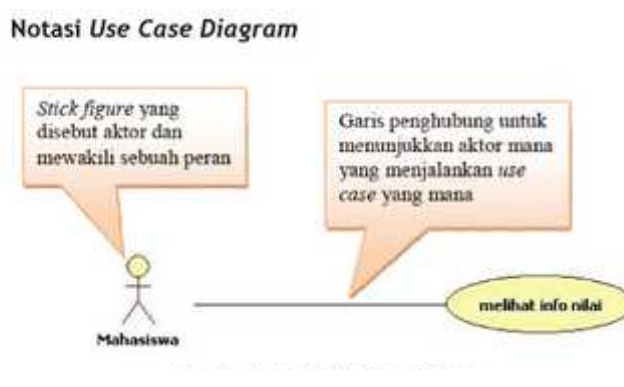 Notasi Use Case Diagram
Stick figure yang
disebut aktor dan
mewakili sebuah peran
Garis penghubung untuk
menunjukkan aktor mana
yang menjalankan use
case yang mana
Mahasiswa
melihat info nilai